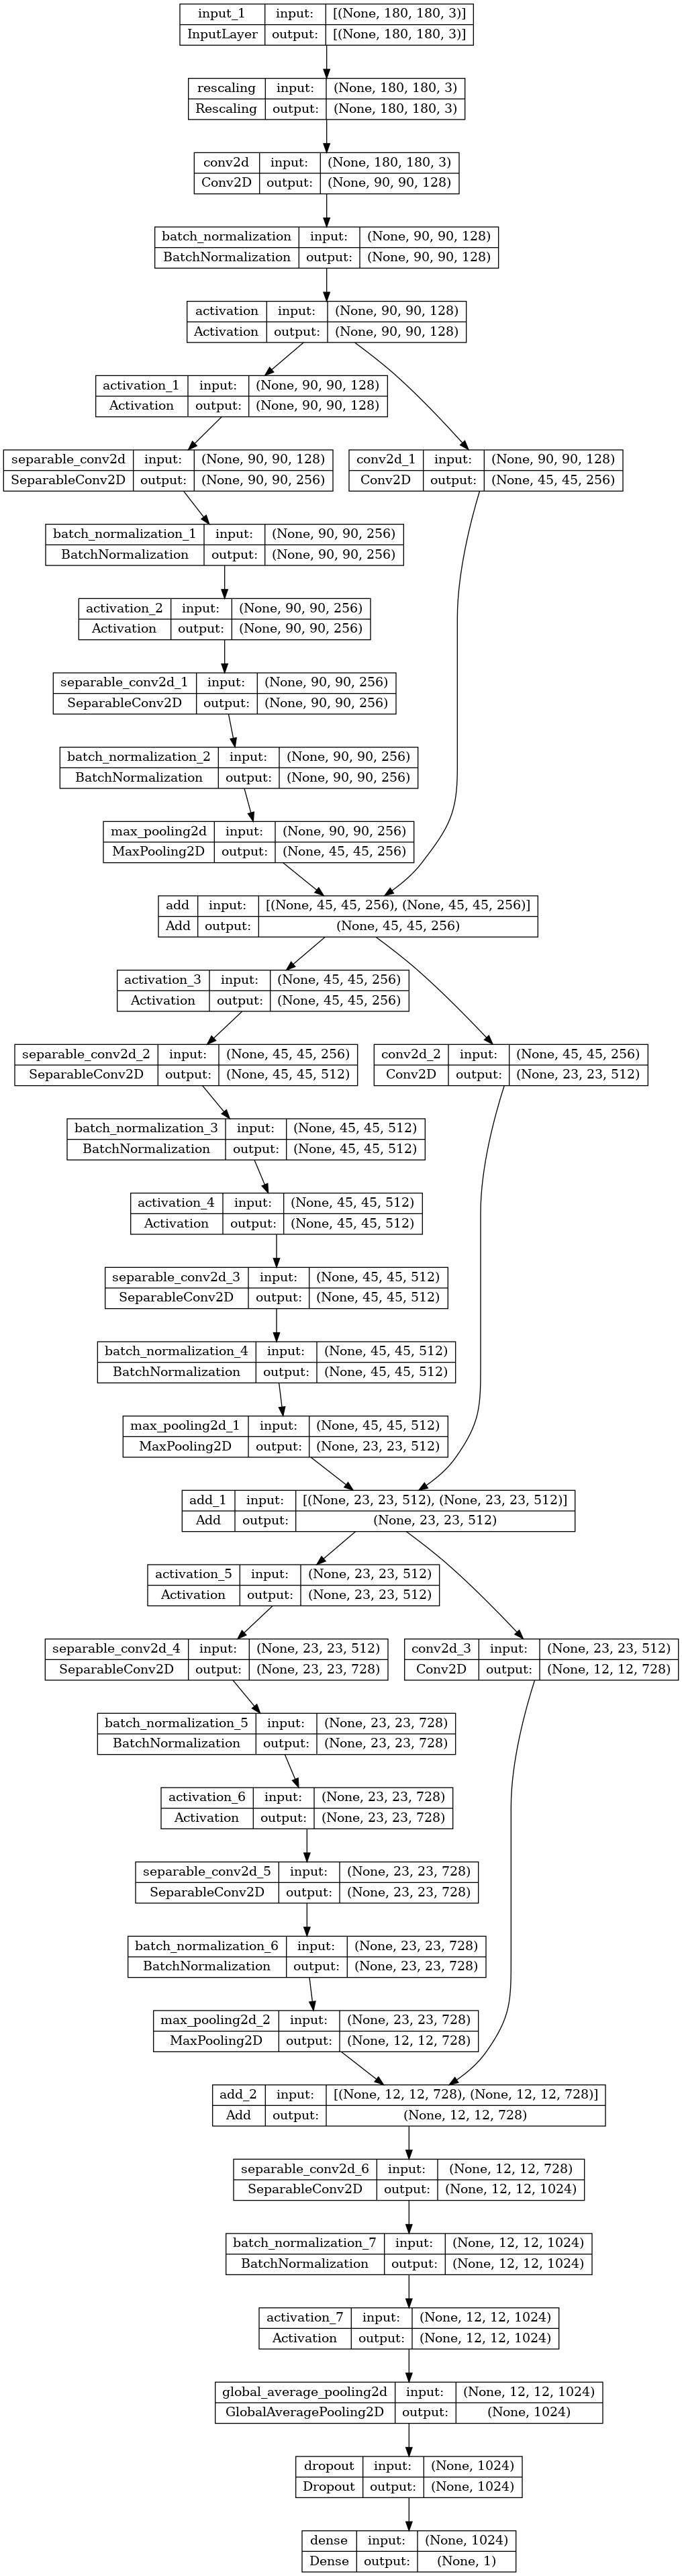 input_1 input: [(None, 180, 180, 3)]
InputLayer output: [(None, 180, 180, 3)]
rescaling input: (None, 180, 180, 3)
Rescaling output: (None, 180, 180, 3)
conv2d input: (None, 180, 180, 3)
Conv2D output: (None, 90, 90, 128)
batch_normalization input: (None, 90, 90, 128)
BatchNormalization output: (None, 90, 90, 128)
activation input: (None, 90, 90, 128)
Activation output: (None, 90, 90, 128)
activation_1 input: (None, 90, 90, 128)
Activation output: (None, 90, 90, 128)
separable_conv2d input: (None, 90, 90, 128)
SeparableConv2D output: (None, 90, 90, 256)
conv2d_1 input: (None, 90, 90, 128)
Conv2D output: (None, 45, 45, 256)
batch_normalization_1 input: (None, 90, 90, 256)
BatchNormalization output: (None, 90, 90, 256)
activation_2 input: (None, 90, 90, 256)
Activation output: (None, 90, 90, 256)
separable_conv2d_1 input: (None, 90, 90, 256)
SeparableConv2D output: (None, 90, 90, 256)
batch_normalization_2 input: (None, 90, 90, 256)
BatchNormalization output: (None, 90, 90, 256)
max_pooling2d input: (None, 90, 90, 256)
MaxPooling2D output: (None, 45, 45, 256)
add input: [(None, 45, 45, 256), (None, 45, 45, 256)]
Add output: (None, 45, 45, 256)
activation_3 input: (None, 45, 45, 256)
Activation output: (None, 45, 45, 256)
separable_conv2d_2 input: (None, 45, 45, 256)
SeparableConv2D output: (None, 45, 45, 512)
conv2d_2 input: (None, 45, 45, 256)
Conv2D output: (None, 23, 23, 512)
batch_normalization_3 input: (None, 45, 45, 512)
BatchNormalization output: (None, 45, 45, 512)
activation_4 input: (None, 45, 45, 512)
Activation output: (None, 45, 45, 512)
separable_conv2d_3 input: (None, 45, 45, 512)
SeparableConv2D output: (None, 45, 45, 512)
batch_normalization_4 input: (None, 45, 45, 512)
BatchNormalization output: (None, 45, 45, 512)
max_pooling2d_1 input: (None, 45, 45, 512)
MaxPooling2D output: (None, 23, 23, 512)
add_1 input: [(None, 23, 23, 512), (None, 23, 23, 512)]
Add output: (None, 23, 23, 512)
activation_5 input: (None, 23, 23, 512)
Activation output: (None, 23, 23, 512)
separable_conv2d_4 input: (None, 23, 23, 512)
SeparableConv2D output: (None, 23, 23, 728)
conv2d_3 input: (None, 23, 23, 512)
Conv2D output: (None, 12, 12, 728)
batch_normalization_5 input: (None, 23, 23, 728)
BatchNormalization output: (None, 23, 23, 728)
activation_6 input: (None, 23, 23, 728)
Activation output: (None, 23, 23, 728)
separable_conv2d_5 input: (None, 23, 23, 728)
SeparableConv2D output: (None, 23, 23, 728)
batch_normalization_6 input: (None, 23, 23, 728)
BatchNormalization output: (None, 23, 23, 728)
max_pooling2d_2 input: (None, 23, 23, 728)
MaxPooling2D output: (None, 12, 12, 728)
add_2 input: [(None, 12, 12, 728), (None, 12, 12, 728)]
Add output: (None, 12, 12, 728)
separable_conv2d_6 input: (None, 12, 12, 728)
SeparableConv2D output: (None, 12, 12, 1024)
batch_normalization_7 input: (None, 12, 12, 1024)
BatchNormalization output: (None, 12, 12, 1024)
activation_7 input: (None, 12, 12, 1024)
Activation output: (None, 12, 12, 1024)
global_average_pooling2d input: (None, 12, 12, 1024)
GlobalAveragePooling2D output: (None, 1024)
dropout input: (None, 1024)
Dropout output: (None, 1024)
dense input: (None, 1024)
Dense output: (None, 1)